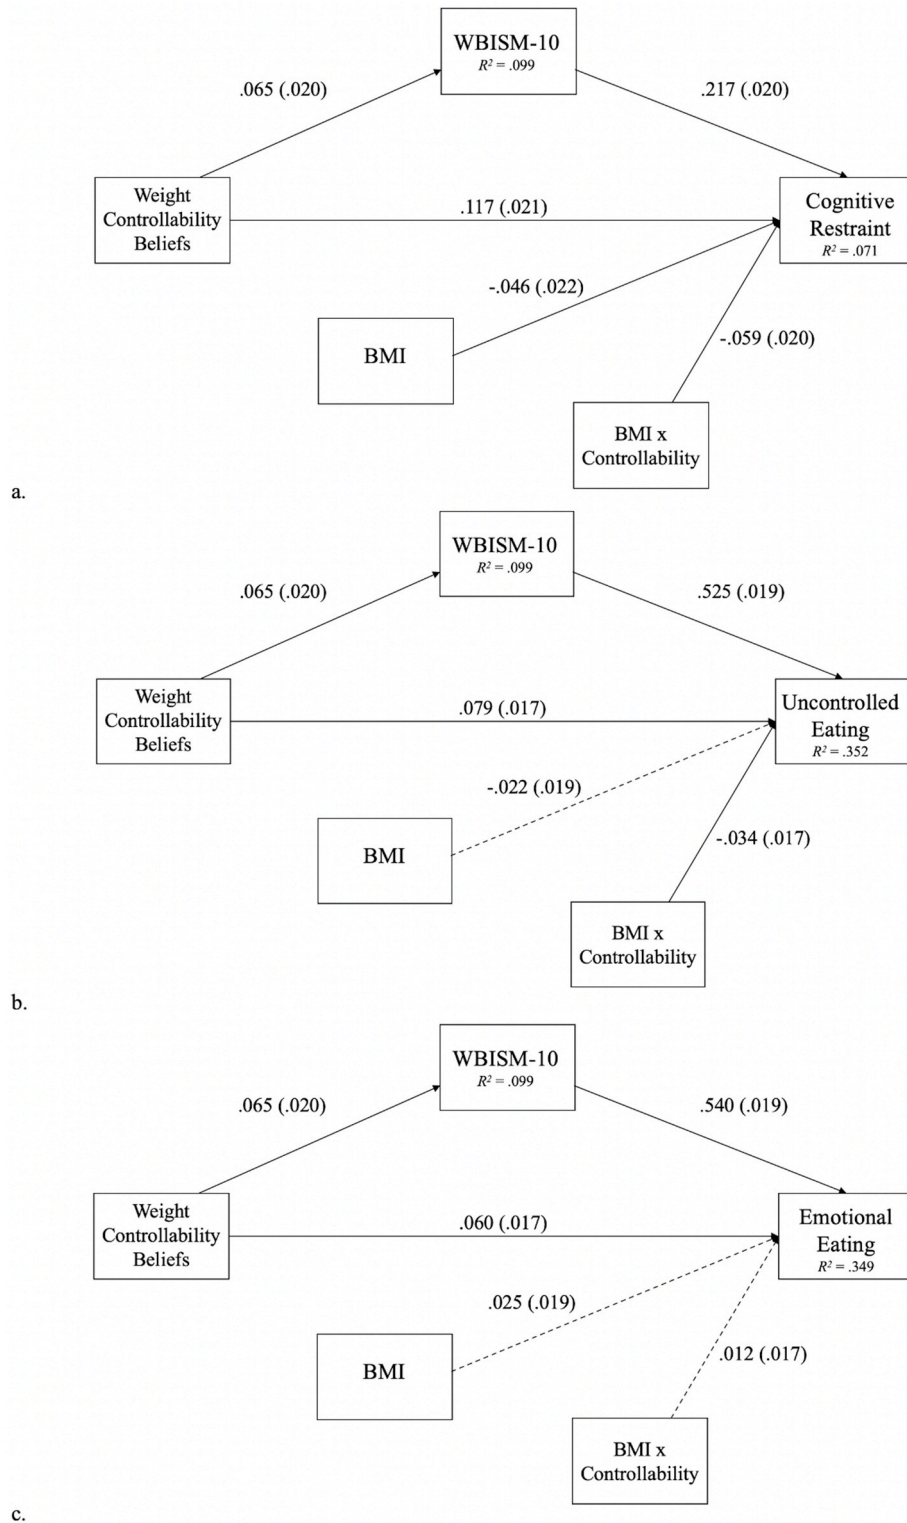 WBISM-10
R² = .099
.065 (.020)
.217 (.020)
Weight
Controllability
Beliefs
.117 (.021)
Cognitive
Restraint
R² = .071
-.046 (.022)
BMI
-.059 (.020)
BMI x
Controllability
a.
WBISM-10
R² = .099
.065 (.020)
.525 (.019)
Weight
Controllability
Beliefs
.079 (.017)
Uncontrolled
Eating
R² = .352
-.022 (.019)
BMI
-.034 (.017)
BMI x
Controllability
b.
WBISM-10
R² = .099
.065 (.020)
.540 (.019)
Weight
Controllability
Beliefs
.060 (.017)
Emotional
Eating
R² = .349
.025 (.019)
BMI
.012 (.017)
BMI x
Controllability
c.